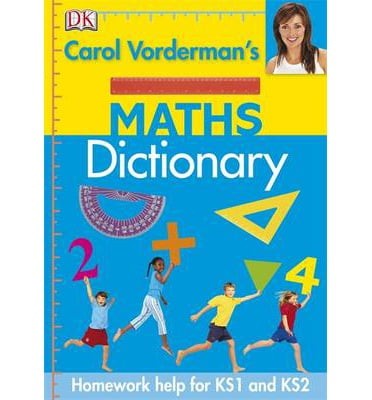 DK
Carol Vorderman's
MATHS
Dictionary
2
4
Homework help for KS1 and KS2